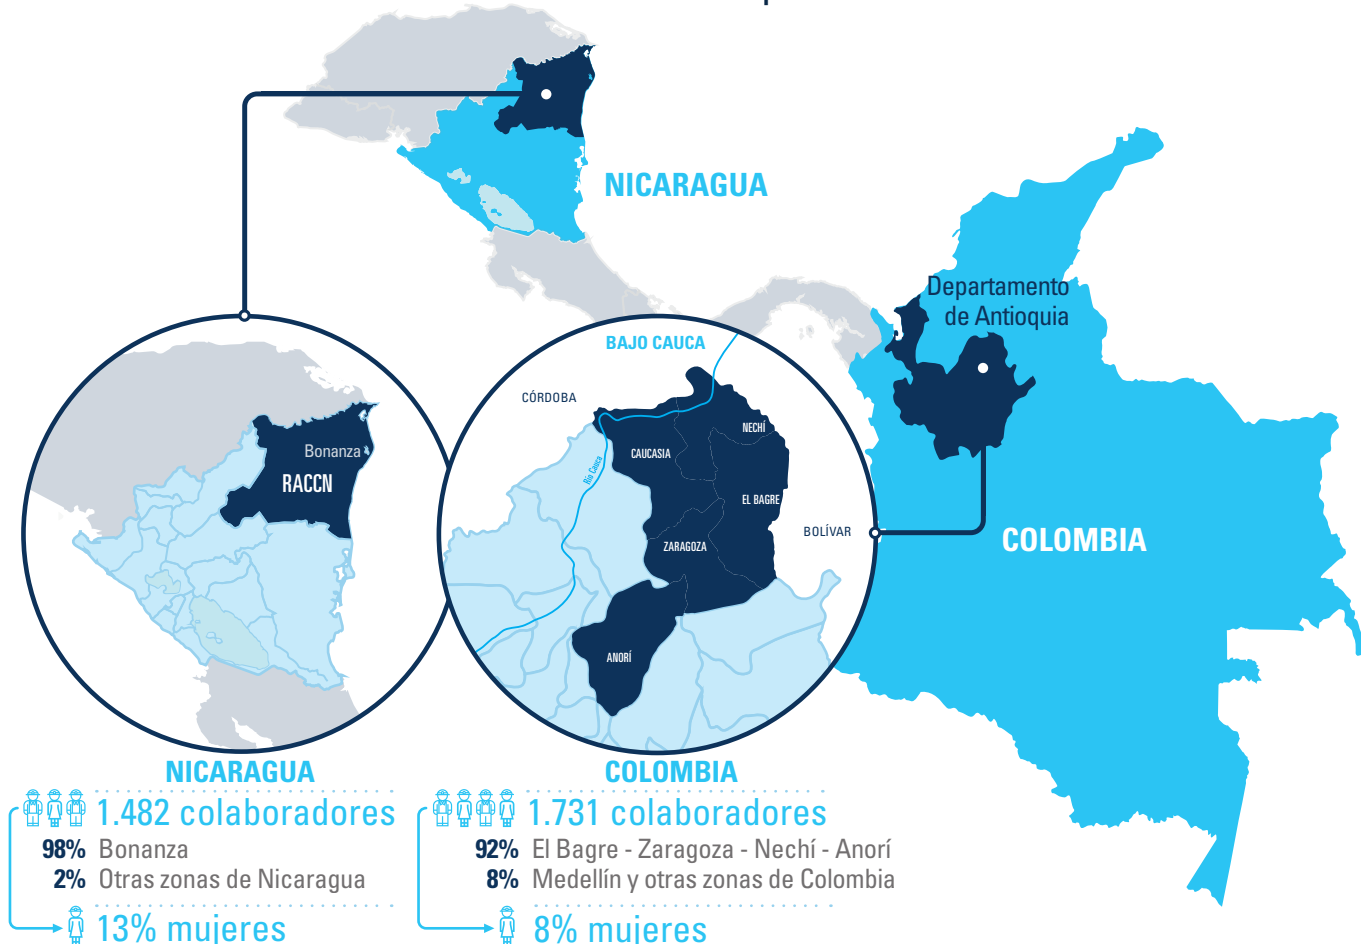 NICARAGUA
Departamento
de Antioquia
COLOMBIA
Bonanza
RACCN
BAJO CAUCA
CÓRDOBA
NECHÍ
CAUCASIA
Río Cauca
EL BAGRE
ZARAGOZA
BOLÍVAR
ANORÍ
NICARAGUA
1.482 colaboradores
98% Bonanza
2% Otras zonas de Nicaragua
13% mujeres
COLOMBIA
1.731 colaboradores
92% El Bagre - Zaragoza - Nechí - Anorí
8% Medellín y otras zonas de Colombia
8% mujeres